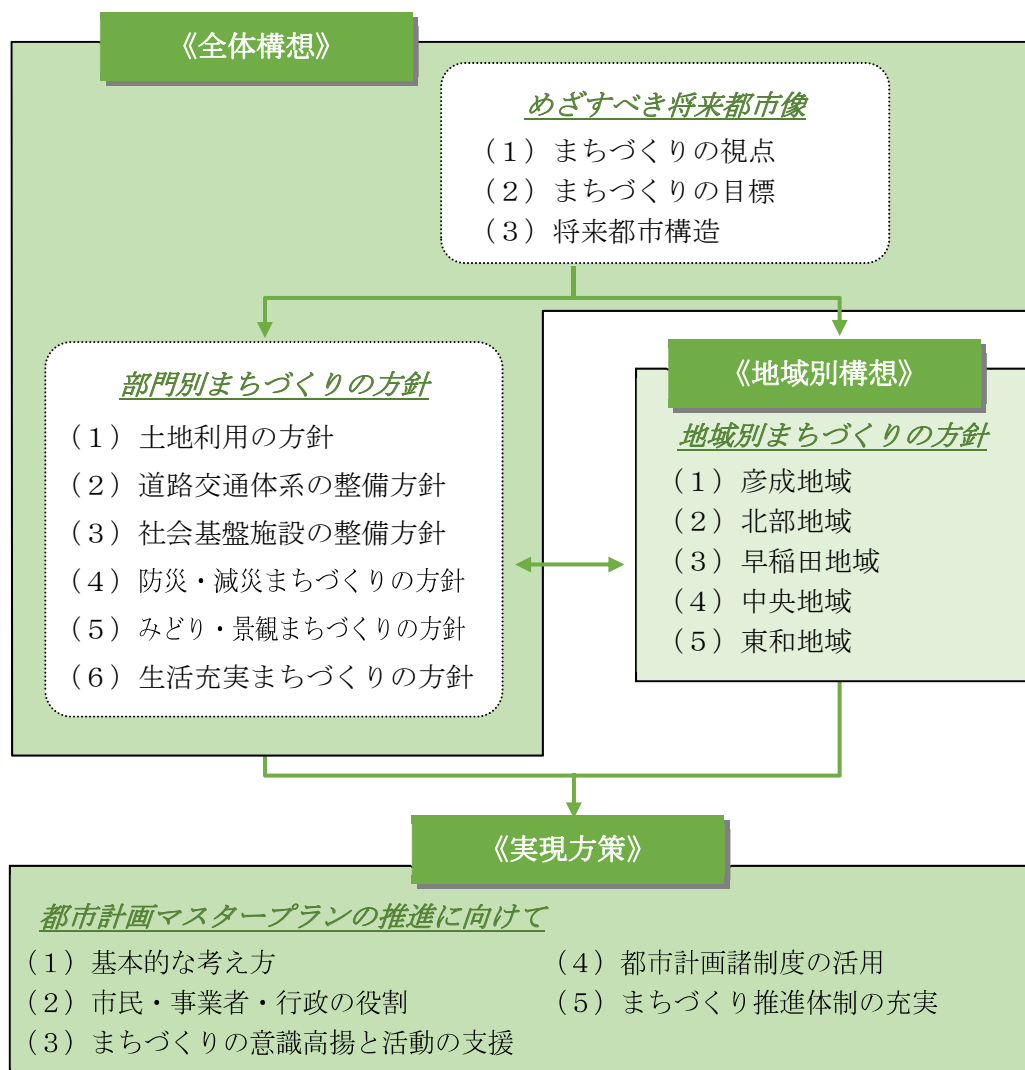 《全体構想》
めざすべき将来都市像
（１）まちづくりの視点
（２）まちづくりの目標
（３）将来都市構造
部門別まちづくりの方針
（１）土地利用の方針
（２）道路交通体系の整備方針
（３）社会基盤施設の整備方針
（４）防災・減災まちづくりの方針
（５）みどり・景観まちづくりの方針
（６）生活充実まちづくりの方針
《地域別構想》
地域別まちづくりの方針
（１）彦成地域
（２）北部地域
（３）早稲田地域
（４）中央地域
（５）東和地域
《実現方策》
都市計画マスタープランの推進に向けて
（１）基本的な考え方
（２）市民・事業者・行政の役割
（３）まちづくりの意識高揚と活動の支援
（４）都市計画諸制度の活用
（５）まちづくり推進体制の充実